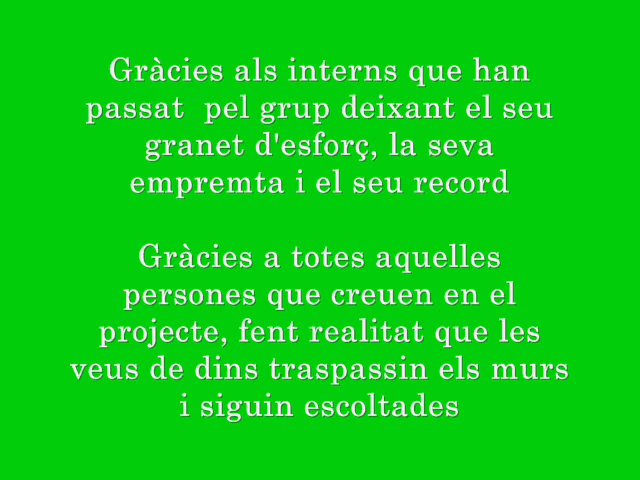 Gràcies als interns que han
passat  pel grup deixant el seu
granet d'esforç, la seva
empremta i el seu record
Gràcies a totes aquelles
persones que creuen en el
projecte, fent realitat que les
veus de dins traspassin els murs
i siguin escoltades